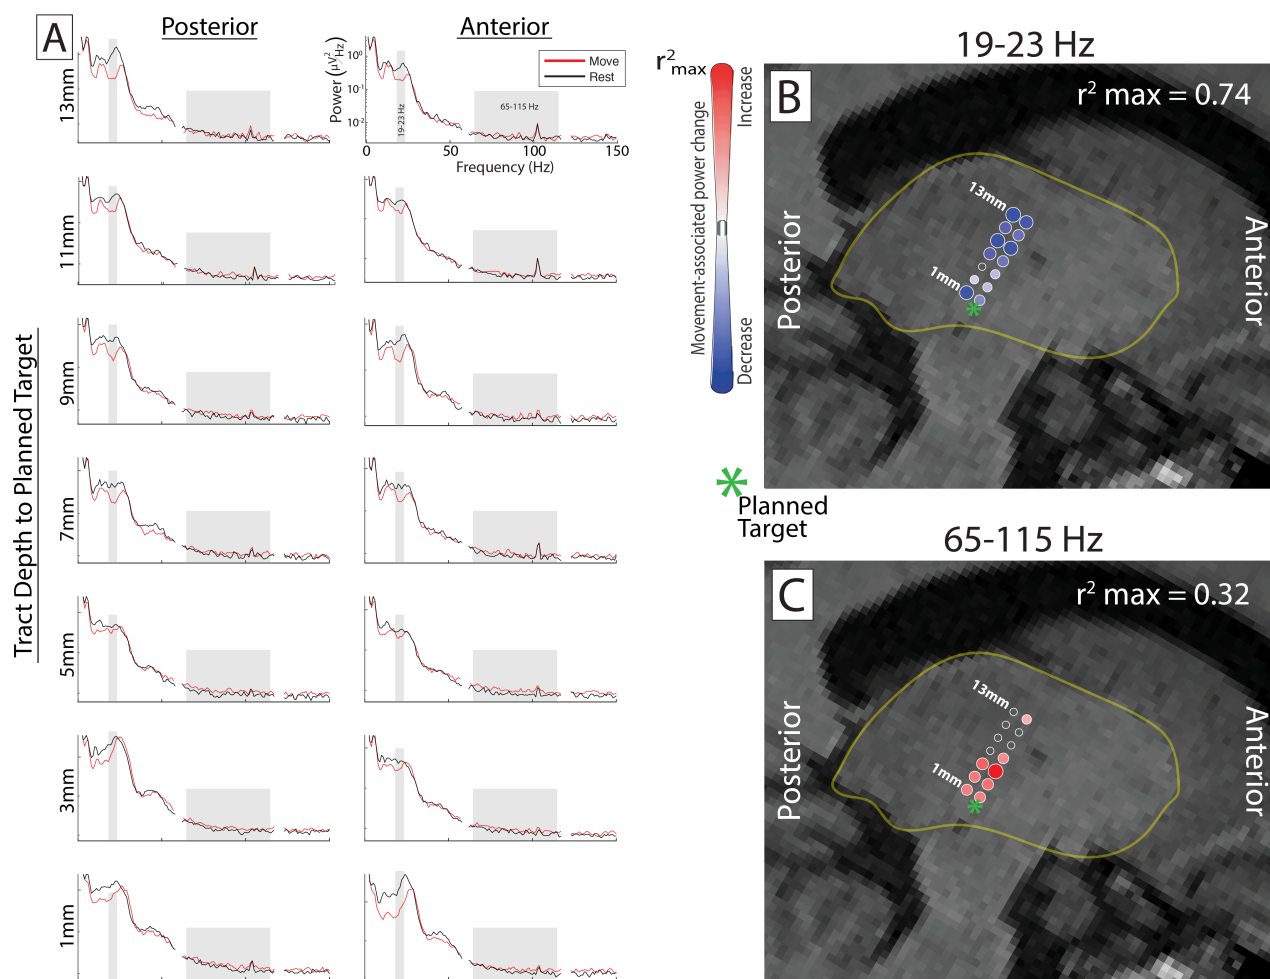 A
Posterior
Anterior
Tract Depth to Planned Target
13mm
11mm
9mm
7mm
5mm
3mm
1mm
Power (μV²/Hz)
10⁰
10⁻¹
10⁻²
Move
Rest
19-23 Hz
65-115 Hz
0
50
100
150
Frequency (Hz)
r²max
Movement-associated power change
Increase
Decrease
Planned
Target
19-23 Hz
B
r² max = 0.74
Posterior
Anterior
13mm
1mm
65-115 Hz
C
r² max = 0.32
Posterior
Anterior
13mm
1mm